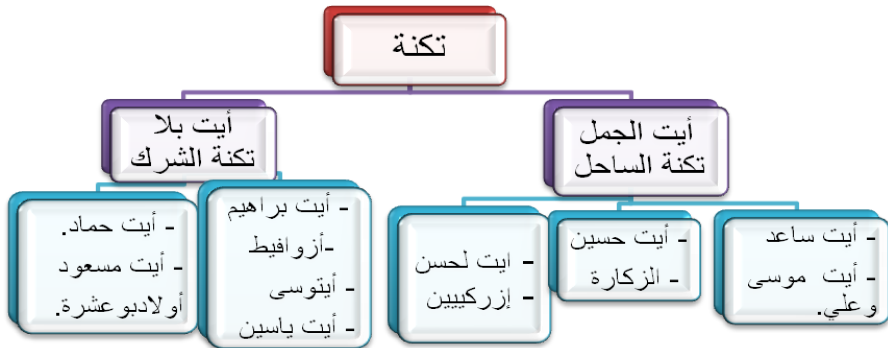 تكنة
أيت الجمل
تكنة الساحل
أيت بلا
تكنة الشرك
- أيت ساعد
- أيت موسى
وعلي.
- أيت حسين
- الزكارة
- ايت لحسن
- إزركييين
- أيت براهيم
-أزوافيط
- أيتوسى
- أيت ياسين
- أيت حماد.
- أيت مسعود
أولادبوعشرة.